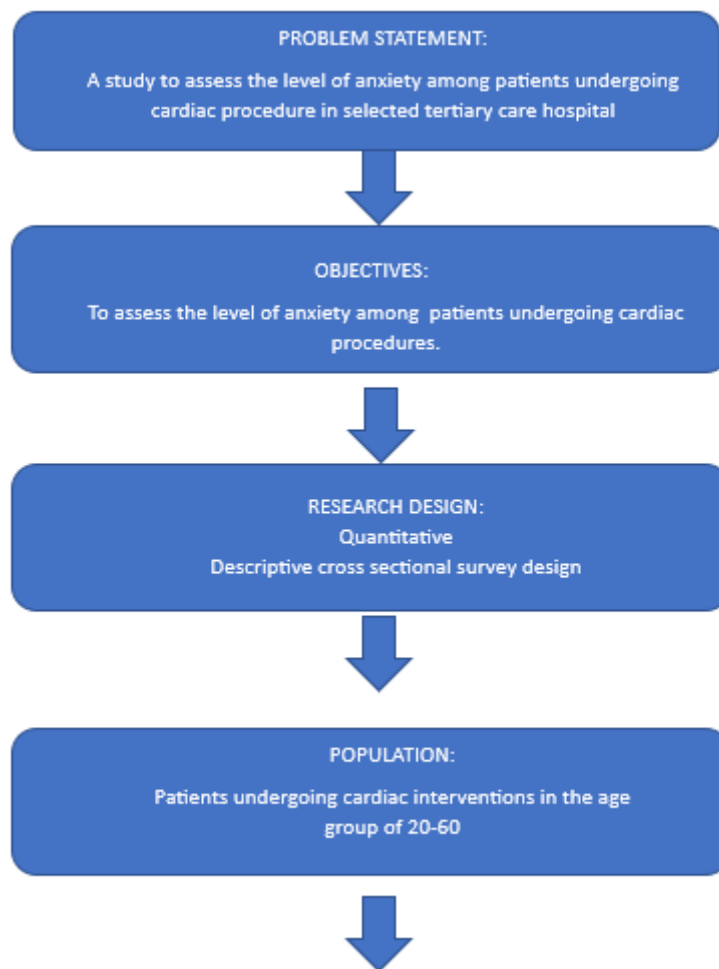 PROBLEM STATEMENT:
A study to assess the level of anxiety among patients undergoing
cardiac procedure in selected tertiary care hospital
OBJECTIVES:
To assess the level of anxiety among patients undergoing cardiac
procedures.
RESEARCH DESIGN:
Quantitative
Descriptive cross sectional survey design
POPULATION:
Patients undergoing cardiac interventions in the age
group of 20-60